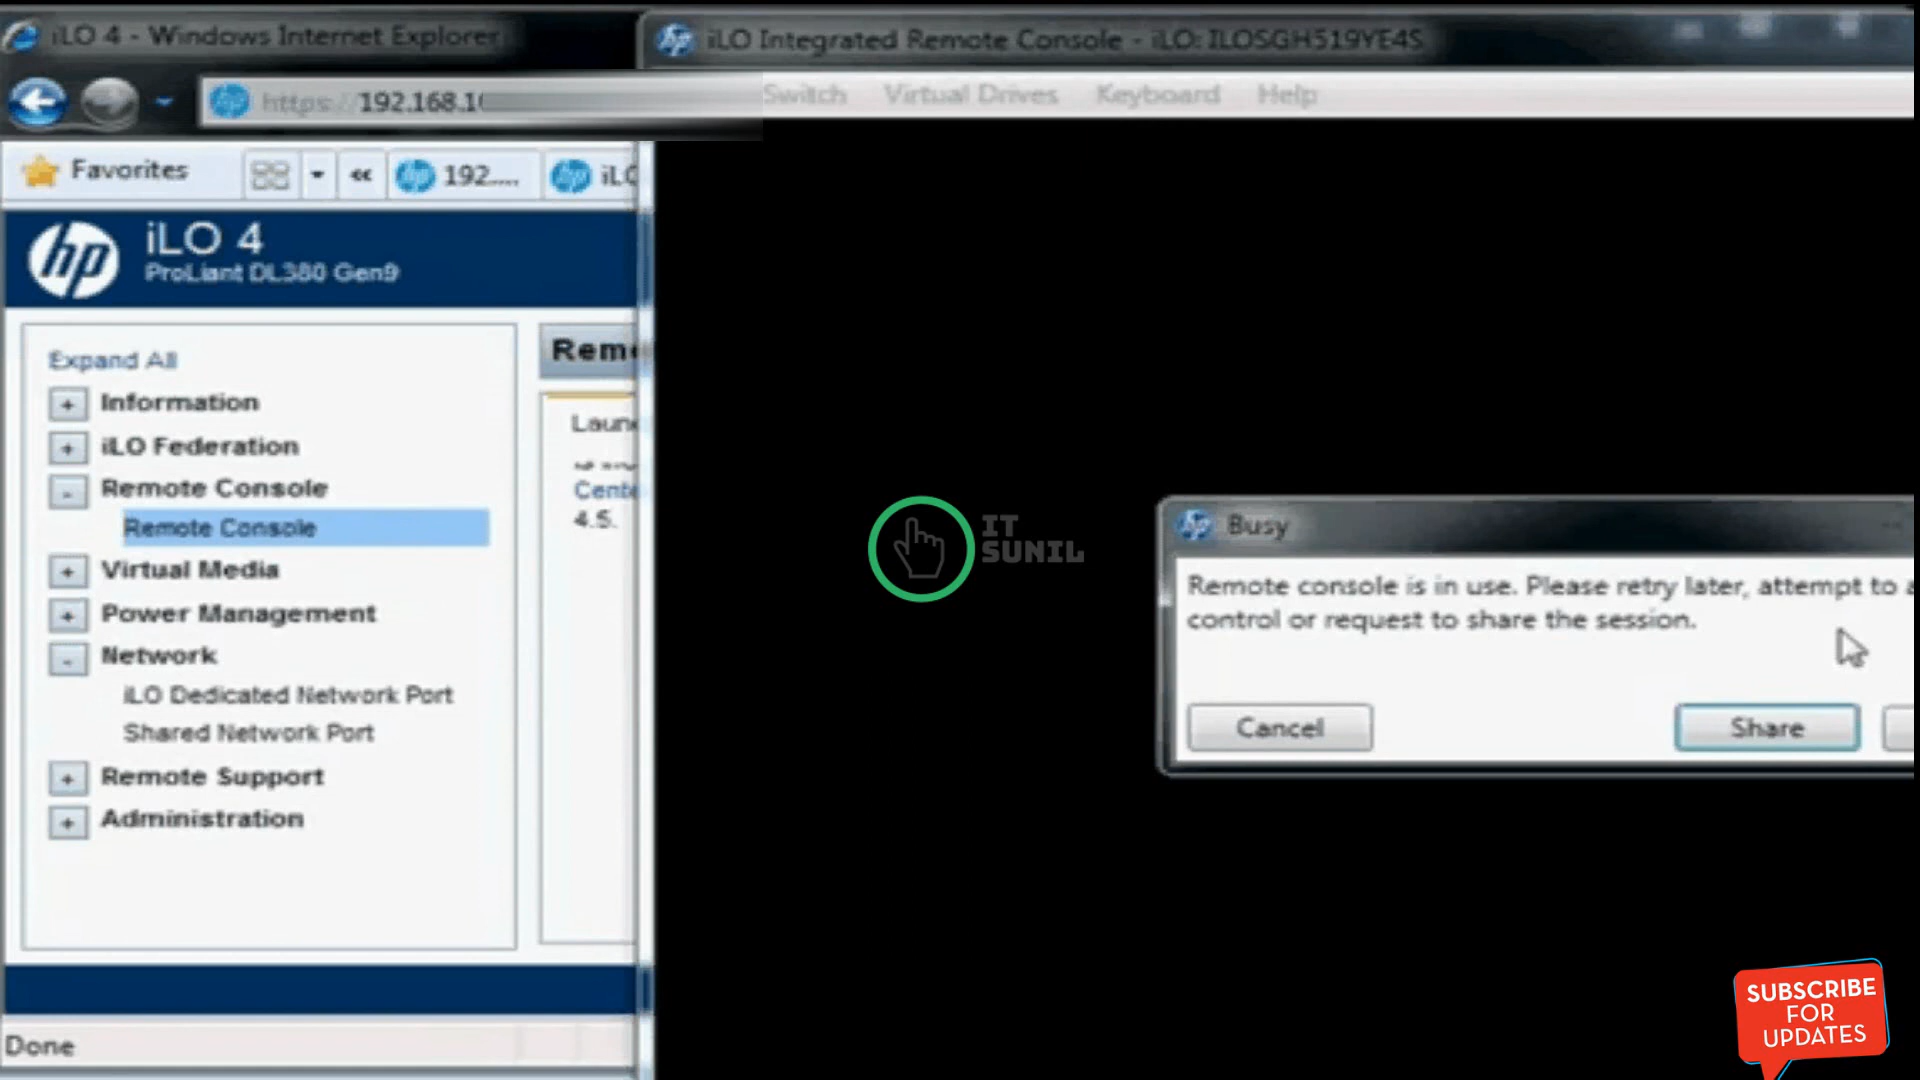 iLO 4 - Windows Internet Explorer
iLO Integrated Remote Console - iLO: ILOSGH519YE4S
https://192.168.1
Switch Virtual Drives Keyboard Help
Favorites
192....
hp
iLO 4
ProLiant DL380 Gen9
Expand All
Information
iLO Federation
Remote Console
Remote Console
Virtual Media
Power Management
Network
iLO Dedicated Network Port
Shared Network Port
Remote Support
Administration
4.5.
IT
SUNIL
Busy
Remote console is in use. Please retry later, attempt to
control or request to share the session.
Cancel Share
SUBSCRIBE
FOR
UPDATES
Done